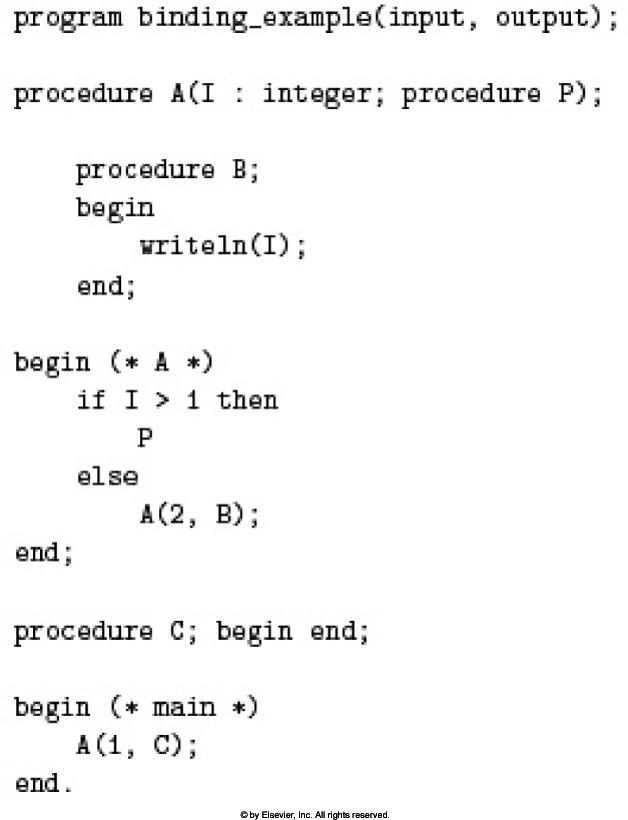 program binding_example(input, output);
procedure A(I : integer; procedure P);
procedure B;
begin
writeln(I);
end;
begin (* A *)
if I > 1 then
P
else
A(2, B);
end;
procedure C; begin end;
begin (* main *)
A(1, C);
end.
© by Elsevier, Inc. All rights reserved.